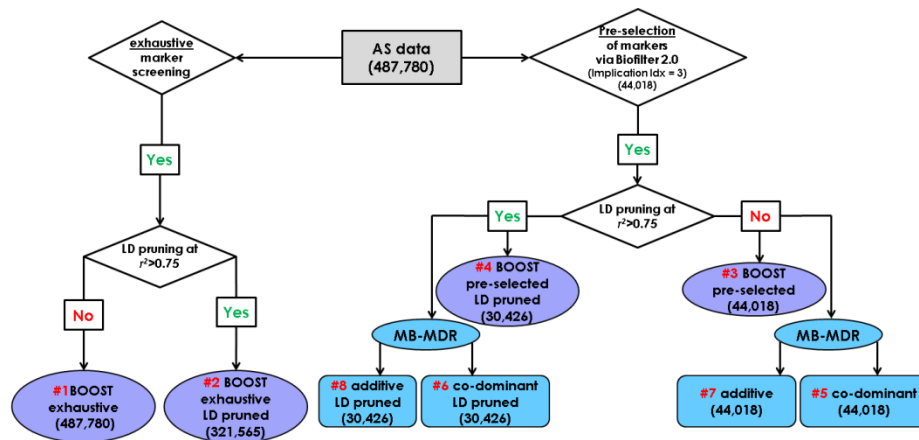 exhaustive
marker
screening
AS data
(487,780)
Pre-selection
of markers
via Biofilter 2.0
(Implication Idx = 3)
(44,018)
Yes
Yes
LD pruning at
r²>0.75
No
Yes
LD pruning at
r²>0.75
Yes
No
#1BOOST
exhaustive
(487,780)
#2 BOOST
exhaustive
LD pruned
(321,565)
#4 BOOST
pre-selected
LD pruned
(30,426)
#3 BOOST
pre-selected
(44,018)
MB-MDR
MB-MDR
#8 additive
LD pruned
(30,426)
#6 co-dominant
LD pruned
(30,426)
#7 additive
(44,018)
#5 co-dominant
(44,018)